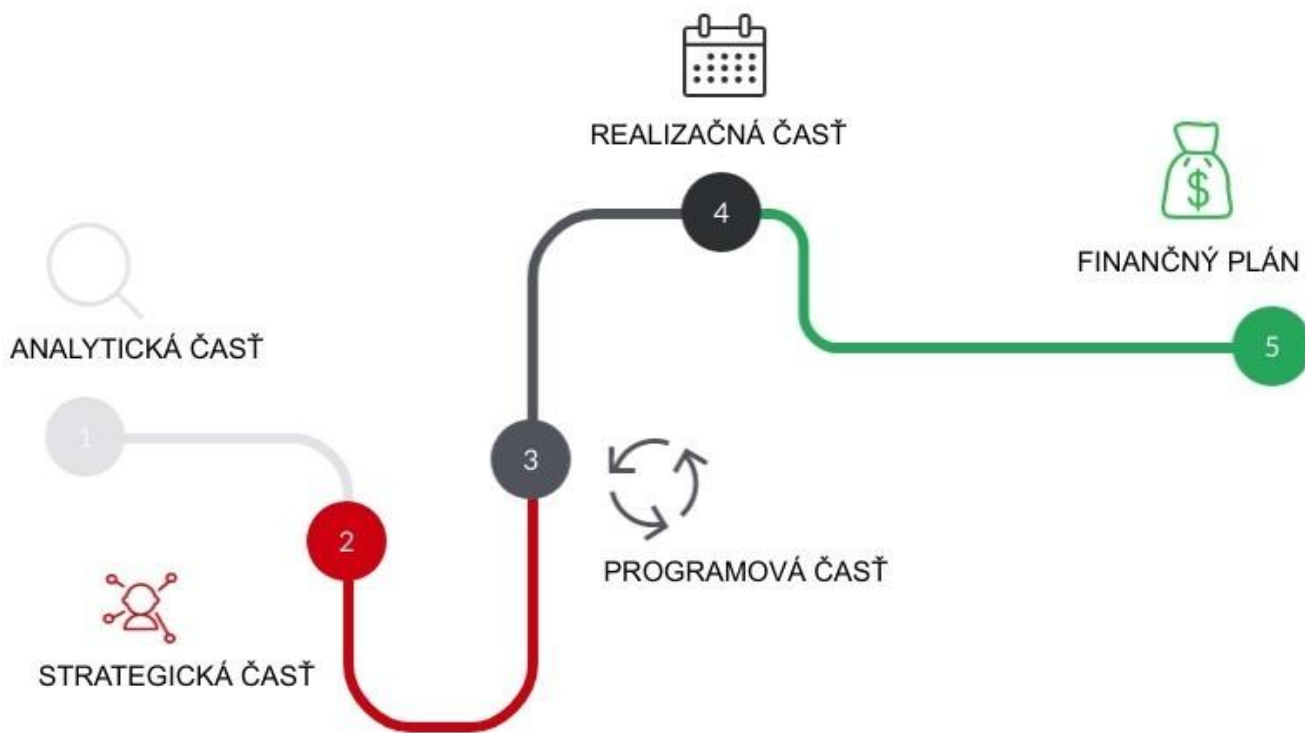 ANALYTICKÁ ČASŤ
1
2
STRATEGICKÁ ČASŤ
3
PROGRAMOVÁ ČASŤ
REALIZAČNÁ ČASŤ
4
$
FINANČNÝ PLÁN
5